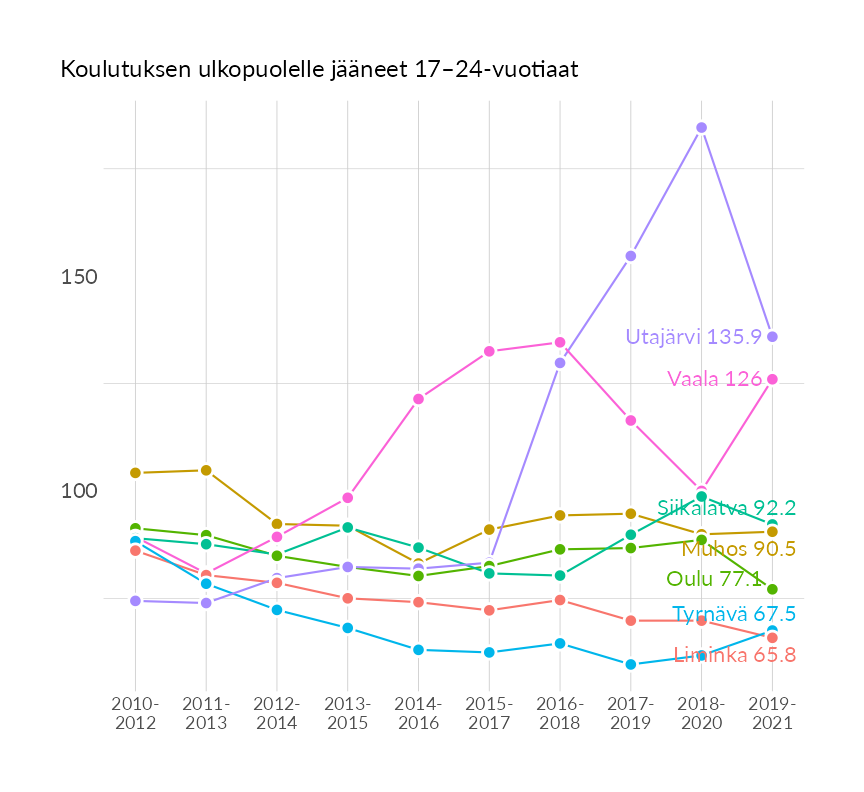 Koulutuksen ulkopuolelle jääneet 17–24-vuotiaat
150
Utajärvi 135.9
Vaala 126
100
Siikalatva 92.2
Muhos 90.5
Oulu 77.1
Tyrnävä 67.5
Liminka 65.8
2010- 2011- 2012- 2013- 2014- 2015- 2016- 2017- 2018- 2019-
2012 2013 2014 2015 2016 2017 2018 2019 2020 2021